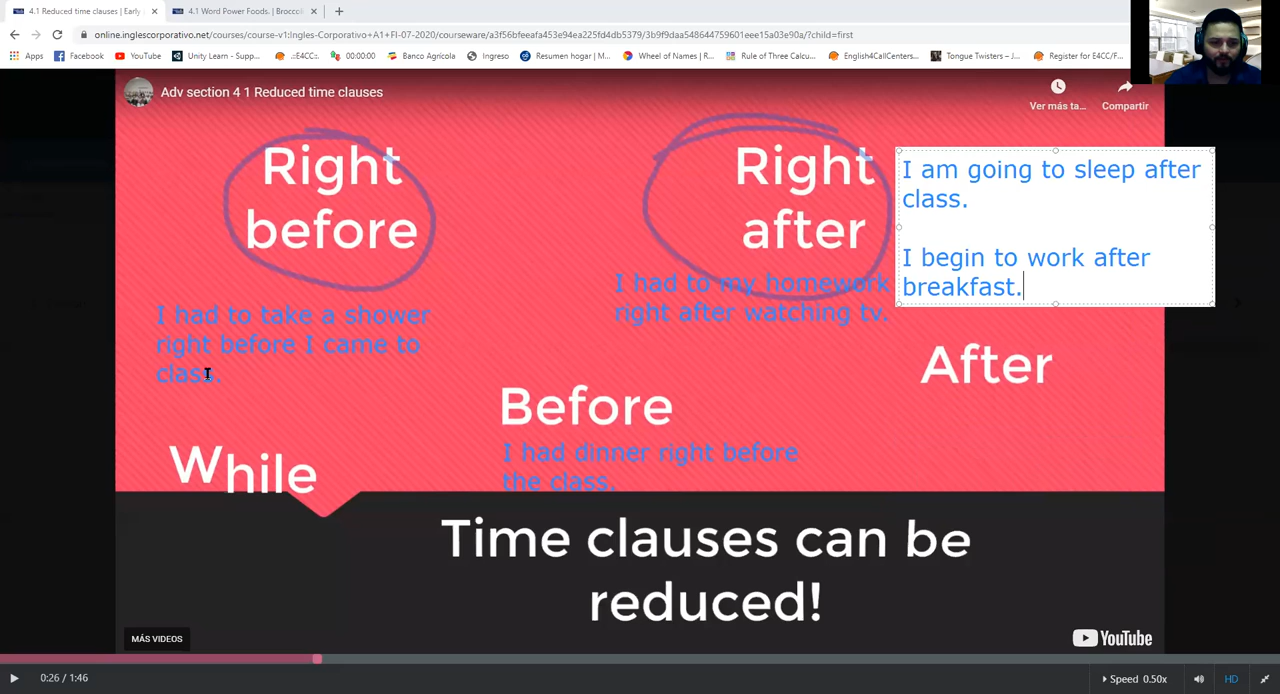 4.1 Reduced time clauses | Early
4.1 Word Power Foods. | Broccoli
online.inglescorporativo.net/courses/course-v1:Ingles-Corporativo+A1+FI-07-2020/courseware/a3f56bfeefa453e94ea225fd4db5379/3b9f9daa548644759601eee15a03e90a/?child=first
Apps
Facebook
YouTube
Unity Learn - Supp...
.::E4CC:.
00:00:00
Banco Agrícola
Ingreso
Resumen hogar | M...
Wheel of Names | R...
Rule of Three Calcu...
English4CallCenters...
Tongue Twisters – J...
Register for E4CC/F...
Adv section 4 1 Reduced time clauses
Ver más ta...
Compartir
Right
before
Right
after
I am going to sleep after
class.
I begin to work after
breakfast.
I had to my homework
right after watching tv.
I had to take a shower
right before I came to
class.
After
Before
I had dinner right before
the class.
While
Time clauses can be
reduced!
MÁS VIDEOS
YouTube
0:26 / 1:46
Speed 0.50x
HD